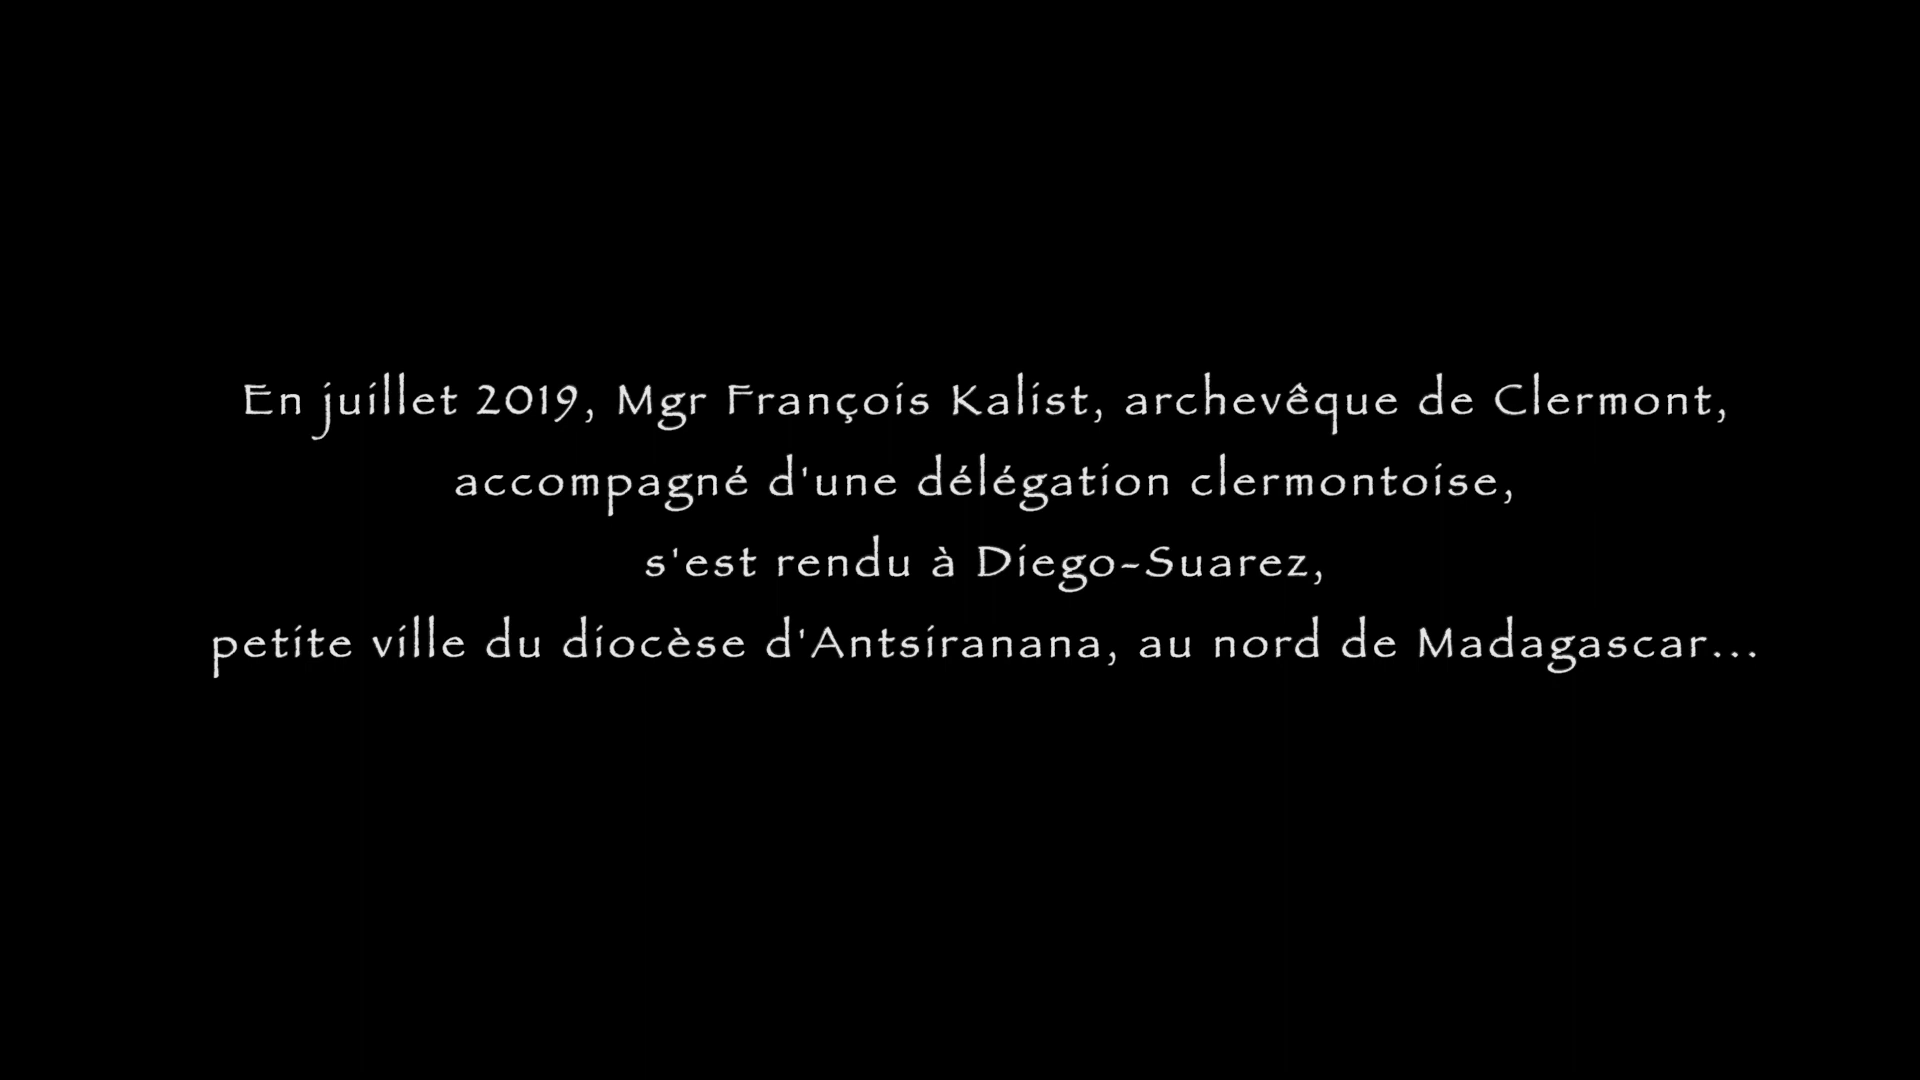 En juillet 2019, Mgr François Kalist, archevêque de Clermont,
accompagné d'une délégation clermontoise,
s'est rendu à Diego-Suarez,
petite ville du diocèse d'Antsiranana, au nord de Madagascar...